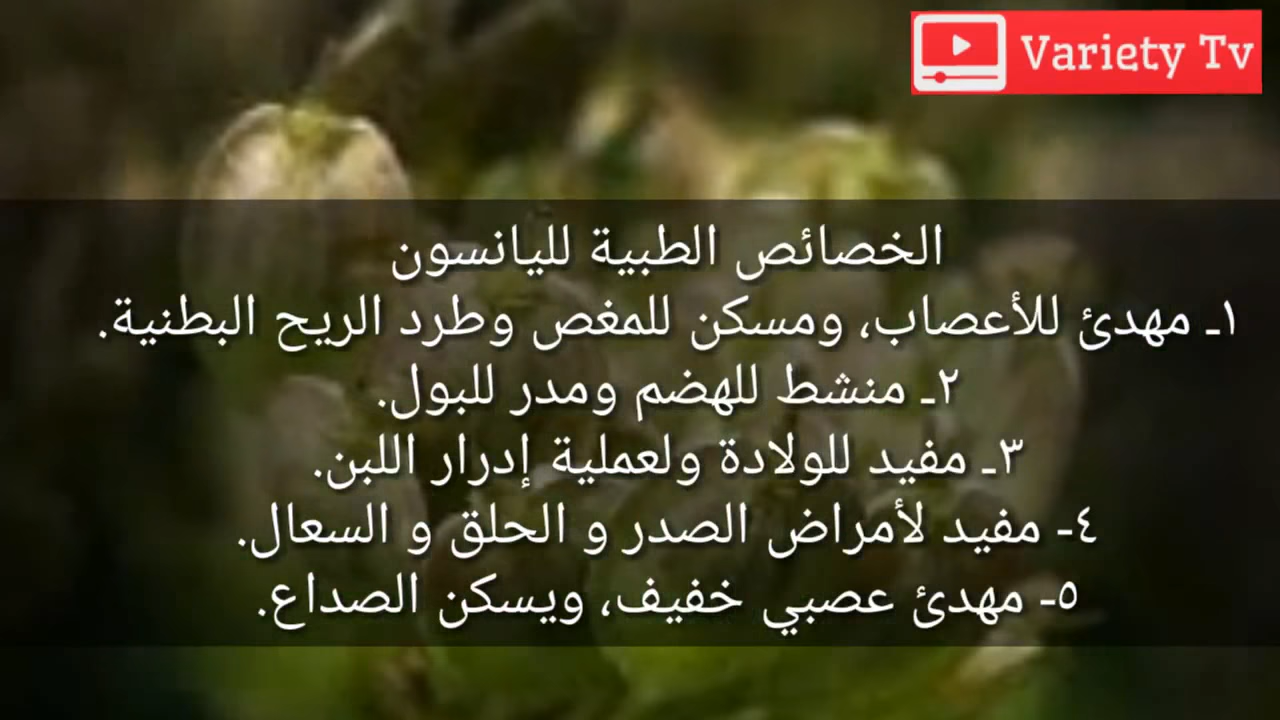 Variety Tv
الخصائص الطبية لليانسون
١ـ مهدئ للأعصاب، ومسكن للمغص وطرد الريح البطنية.
٢ـ منشط للهضم ومدر للبول.
٣ـ مفيد للولادة ولعملية إدرار اللبن.
٤- مفيد لأمراض الصدر و الحلق و السعال.
٥- مهدئ عصبي خفيف، ويسكن الصداع.